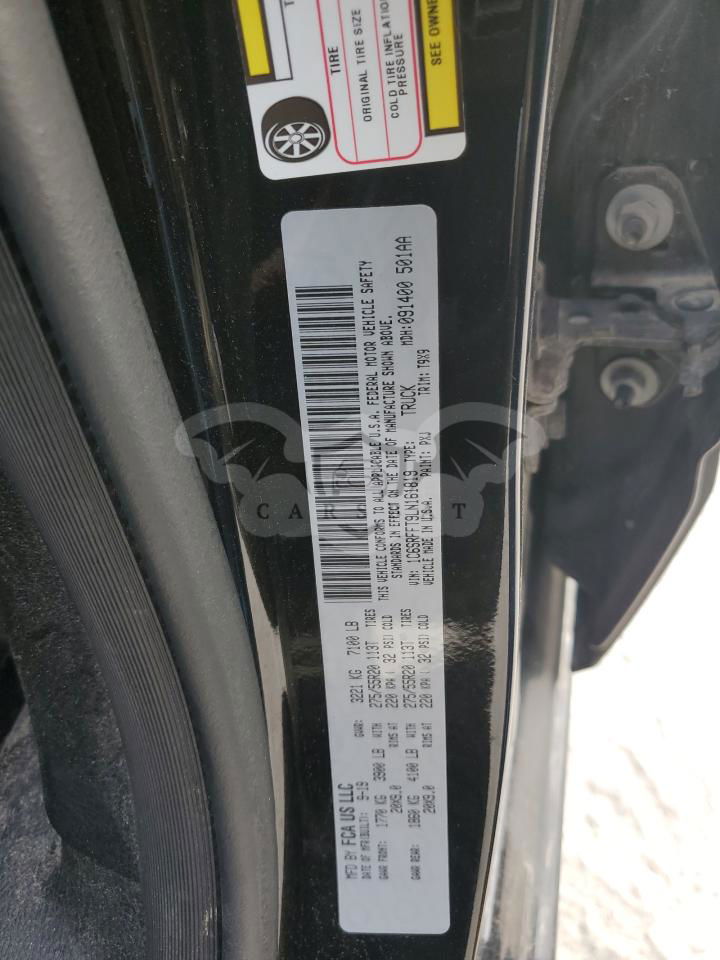 T
TIRE
ORIGINAL TIRE SIZE
COLD TIRE INFLATION
PRESSURE
SEE OWNE
MFD BY FCA US LLC
DATE OF MFR(BUILT): 9-19 GVWR: 3221 KG 7100 LB
GAWR FRONT: 1770 KG 3900 LB WITH 275/55R20 113T TIRES
20X9.0 RIMS AT 220 KPA ( 32 PSI) COLD
GAWR REAR: 1860 KG 4100 LB WITH 275/55R20 113T TIRES
20X9.0 RIMS AT 220 KPA ( 32 PSI) COLD
THIS VEHICLE CONFORMS TO ALL APPLICABLE U.S.A. FEDERAL MOTOR VEHICLE SAFETY
STANDARDS IN EFFECT ON THE DATE OF MANUFACTURE SHOWN ABOVE.
VIN: 1C6SRFFT9LN161819 TYPE: TRUCK MDH: 091400 501AA
VEHICLE MADE IN U.S.A. PAINT: PXJ TRIM: T9X9